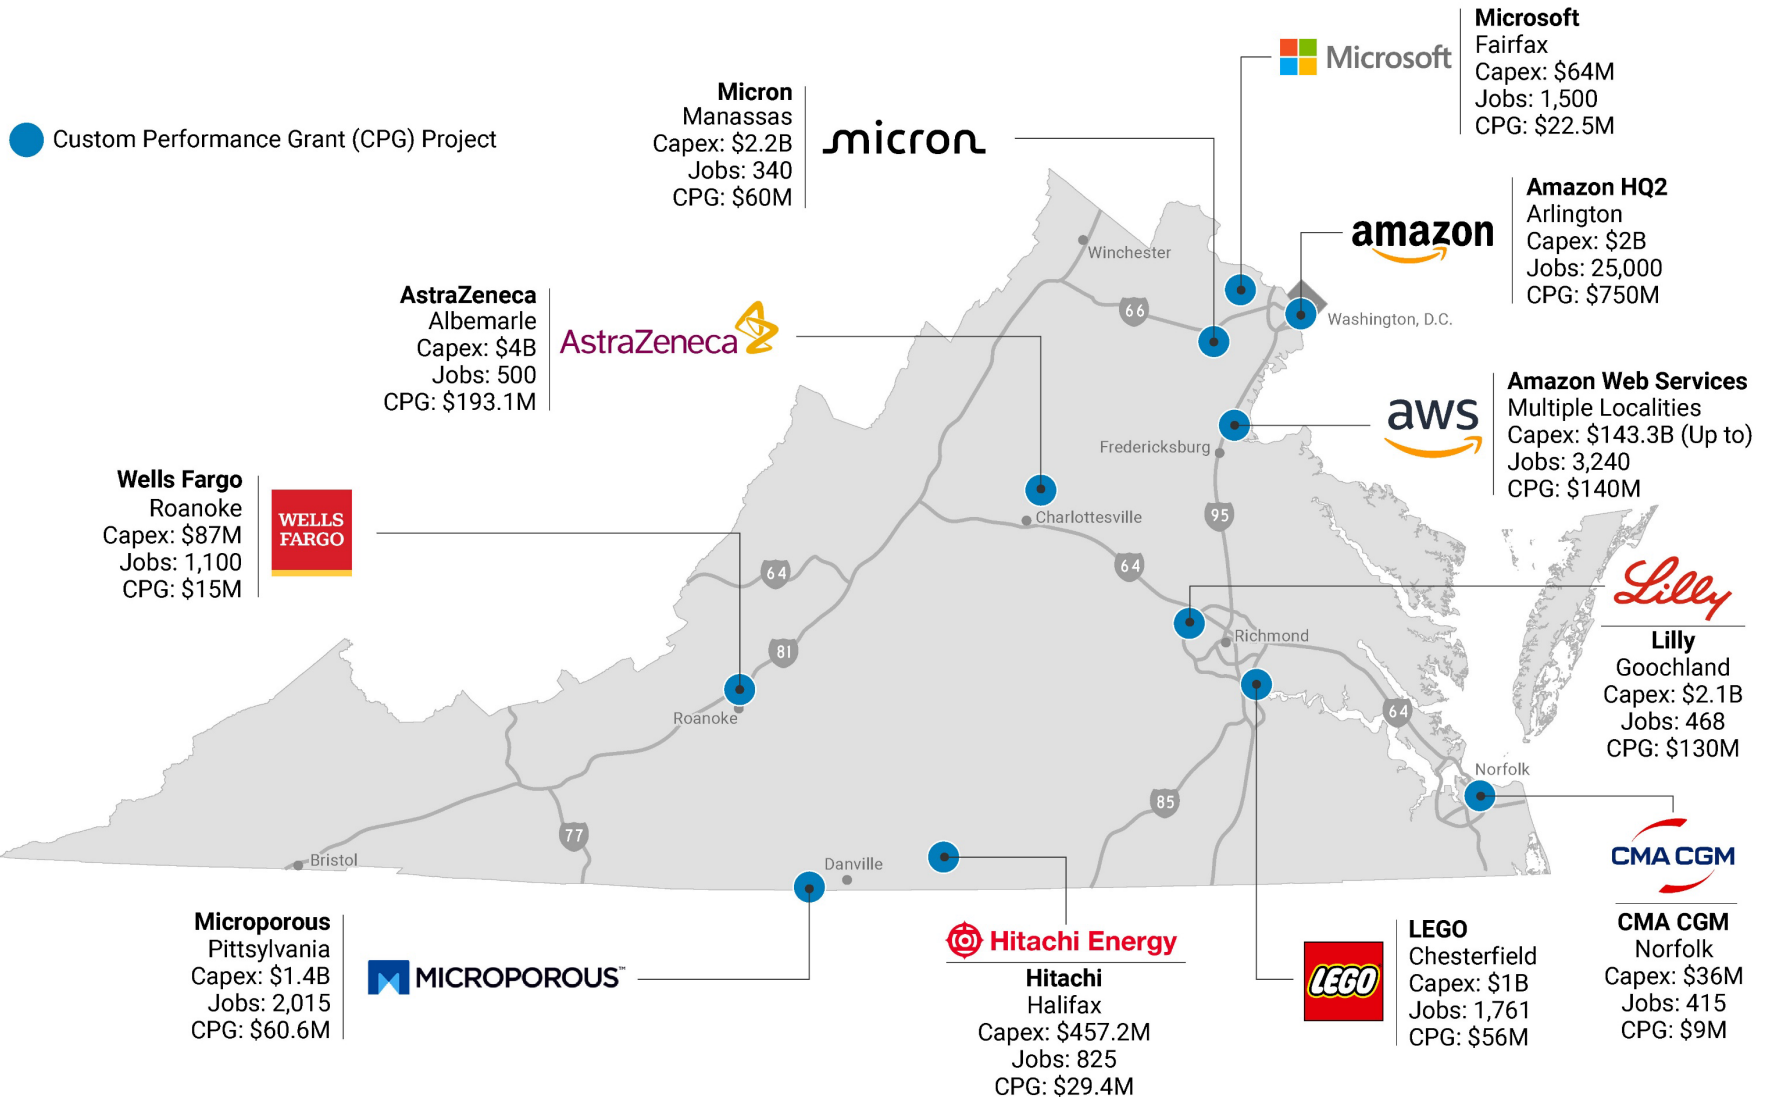 Custom Performance Grant (CPG) Project
Micron
Manassas
Capex: $2.2B
Jobs: 340
CPG: $60M
micron
Microsoft
Microsoft
Fairfax
Capex: $64M
Jobs: 1,500
CPG: $22.5M
amazon
Amazon HQ2
Arlington
Capex: $2B
Jobs: 25,000
CPG: $750M
AstraZeneca
Albemarle
Capex: $4B
Jobs: 500
CPG: $193.1M
AstraZeneca
aws
Amazon Web Services
Multiple Localities
Capex: $143.3B (Up to)
Jobs: 3,240
CPG: $140M
Wells Fargo
Roanoke
Capex: $87M
Jobs: 1,100
CPG: $15M
WELLS
FARGO
Lilly
Lilly
Goochland
Capex: $2.1B
Jobs: 468
CPG: $130M
Winchester
66
Washington, D.C.
Fredericksburg
95
Charlottesville
64
64
81
Richmond
Roanoke
64
Norfolk
85
77
Bristol
Danville
Microporous
Pittsylvania
Capex: $1.4B
Jobs: 2,015
CPG: $60.6M
MICROPOROUS™
Hitachi Energy
Hitachi
Halifax
Capex: $457.2M
Jobs: 825
CPG: $29.4M
LEGO
LEGO
Chesterfield
Capex: $1B
Jobs: 1,761
CPG: $56M
CMA CGM
CMA CGM
Norfolk
Capex: $36M
Jobs: 415
CPG: $9M